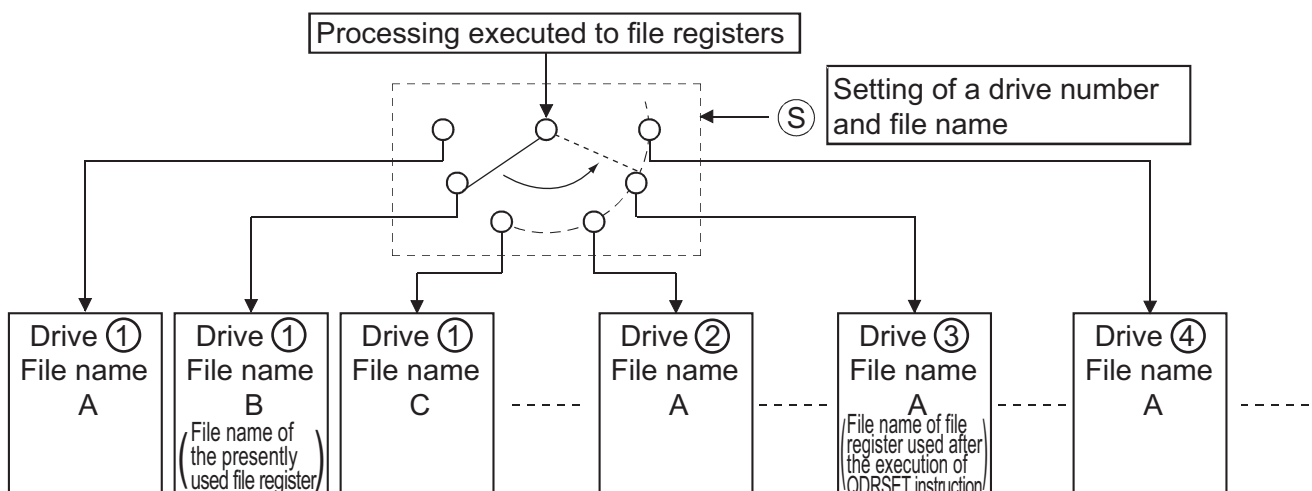 Processing executed to file registers
S
Setting of a drive number
and file name
Drive ①
File name
A
Drive ①
File name
B
(File name of
the presently
used file register)
Drive ①
File name
C
Drive ②
File name
A
Drive ③
File name
A
(File name of file
register used after
the execution of
QDRSET instruction)
Drive ④
File name
A